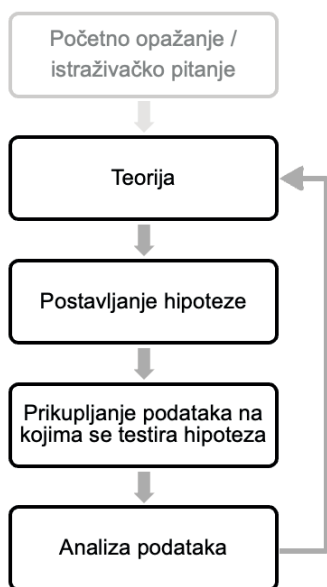 Početno opažanje /
istraživačko pitanje
Teorija
Postavljanje hipoteze
Prikupljanje podataka na
kojima se testira hipoteza
Analiza podataka